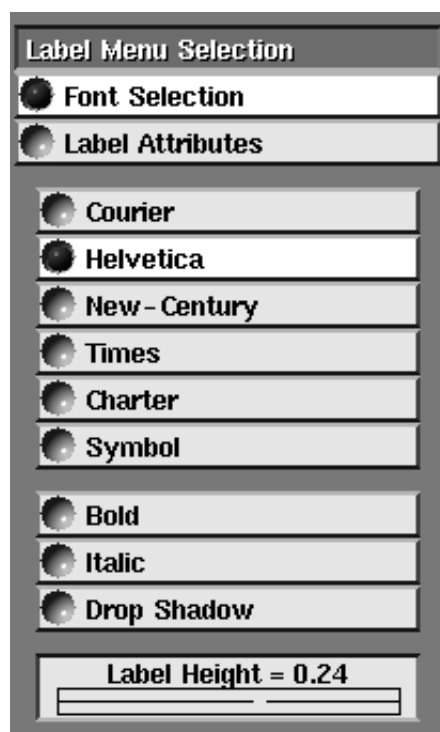 Label Menu Selection
Font Selection
Label Attributes
Courier
Helvetica
New-Century
Times
Charter
Symbol
Bold
Italic
Drop Shadow
Label Height = 0.24